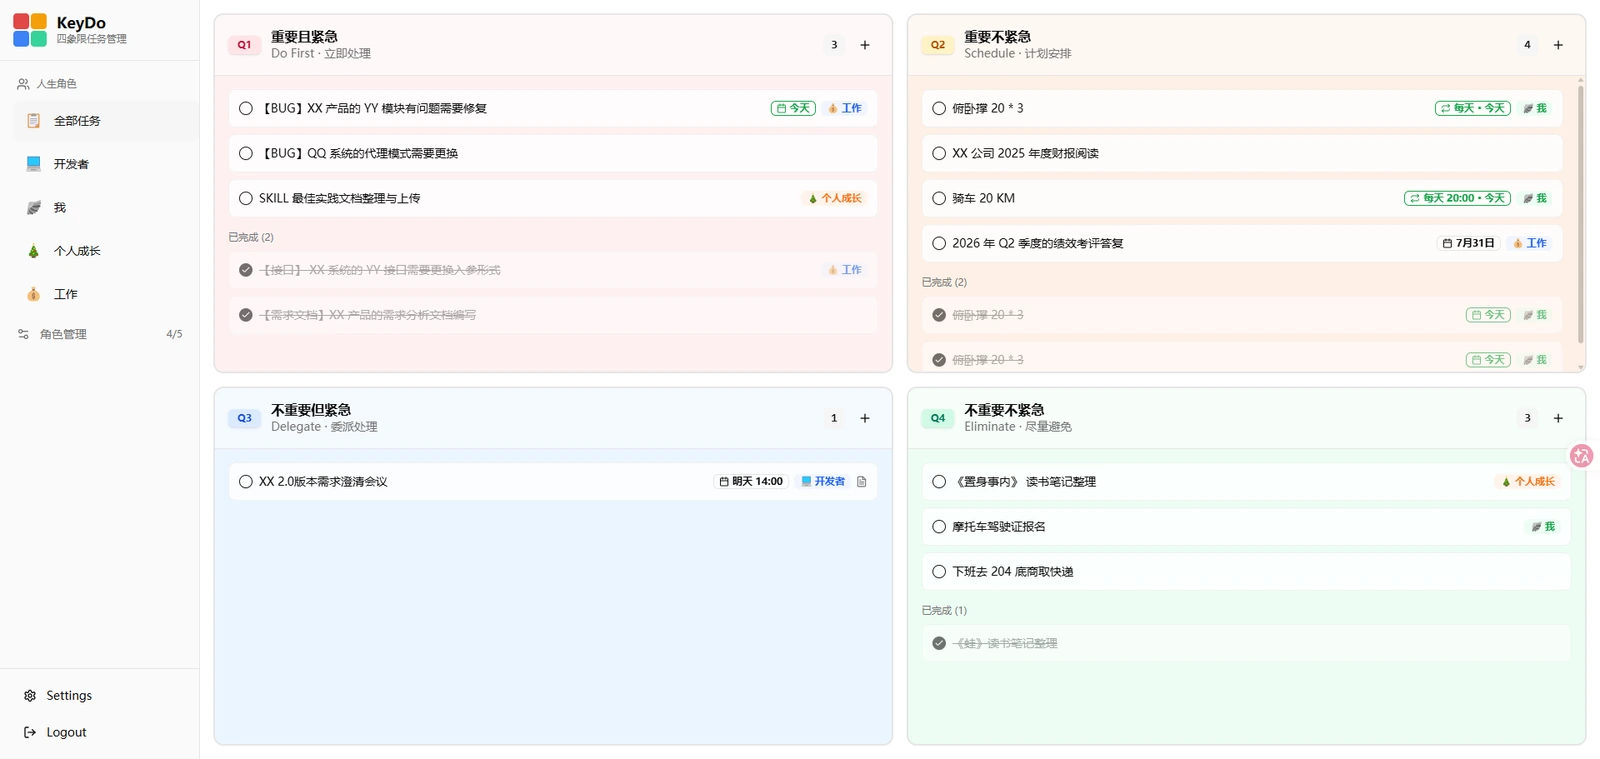 KeyDo
四象限任务管理
人生角色
全部任务
开发者
我
个人成长
工作
角色管理 4/5
Settings
Logout
Q1 重要且紧急 3 +
Do First · 立即处理
【BUG】XX 产品的 YY 模块有问题需要修复 今天 工作
【BUG】QQ 系统的代理模式需要更换
SKILL 最佳实践文档整理与上传 个人成长
已完成 (2)
【接口】 XX 系统的 YY 接口需要更换入参形式 工作
【需求文档】XX 产品的需求分析文档编写
Q2 重要不紧急 4 +
Schedule · 计划安排
俯卧撑 20 * 3 每天 • 今天 我
XX 公司 2025 年度财报阅读
骑车 20 KM 每天 20:00 • 今天 我
2026 年 Q2 季度的绩效考评答复 7月31日 工作
已完成 (2)
俯卧撑 20 * 3 今天 我
俯卧撑 20 * 3 今天 我
Q3 不重要但紧急 1 +
Delegate · 委派处理
XX 2.0版本需求澄清会议 明天 14:00 开发者
Q4 不重要不紧急 3 +
Eliminate · 尽量避免
《置身事内》 读书笔记整理 个人成长
摩托车驾驶证报名 我
下班去 204 底商取快递
已完成 (1)
《蛙》读书笔记整理